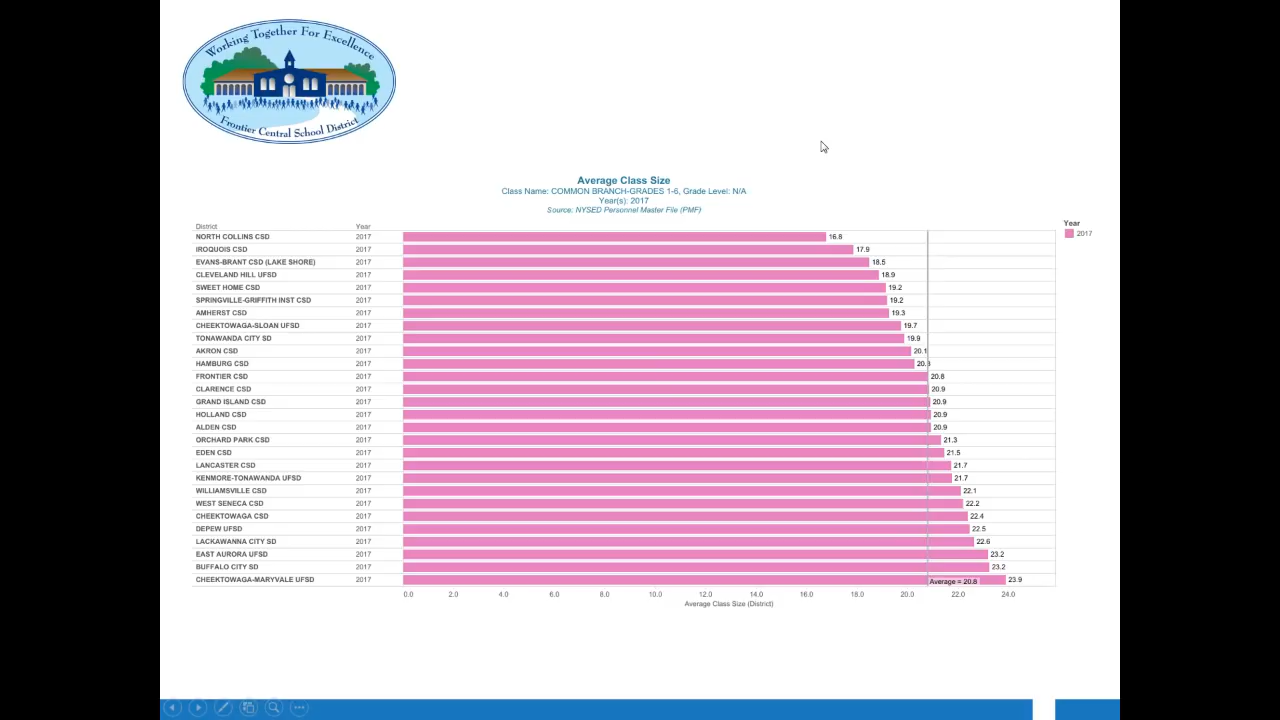 Working Together For Excellence
Frontier Central School District
Average Class Size
Class Name: COMMON BRANCH-GRADES 1-6, Grade Level: N/A
Year(s): 2017
Source: NYSED Personnel Master File (PMF)
District Year
Year
2017
NORTH COLLINS CSD 2017 16.8
IROQUOIS CSD 2017 17.9
EVANS-BRANT CSD (LAKE SHORE) 2017 18.5
CLEVELAND HILL UFSD 2017 18.9
SWEET HOME CSD 2017 19.2
SPRINGVILLE-GRIFFITH INST CSD 2017 19.2
AMHERST CSD 2017 19.3
CHEEKTOWAGA-SLOAN UFSD 2017 19.7
TONAWANDA CITY SD 2017 19.9
AKRON CSD 2017 20.1
HAMBURG CSD 2017
FRONTIER CSD 2017 20.8
CLARENCE CSD 2017 20.9
GRAND ISLAND CSD 2017 20.9
HOLLAND CSD 2017 20.9
ALDEN CSD 2017 20.9
ORCHARD PARK CSD 2017 21.3
EDEN CSD 2017 21.5
LANCASTER CSD 2017 21.7
KENMORE-TONAWANDA UFSD 2017 21.7
WILLIAMSVILLE CSD 2017 22.1
WEST SENECA CSD 2017 22.2
CHEEKTOWAGA CSD 2017 22.4
DEPEW UFSD 2017 22.5
LACKAWANNA CITY SD 2017 22.6
EAST AURORA UFSD 2017 23.2
BUFFALO CITY SD 2017 23.2
CHEEKTOWAGA-MARYVALE UFSD 2017 Average = 20.8 23.9
0.0 2.0 4.0 6.0 8.0 10.0 12.0 14.0 16.0 18.0 20.0 22.0 24.0
Average Class Size (District)